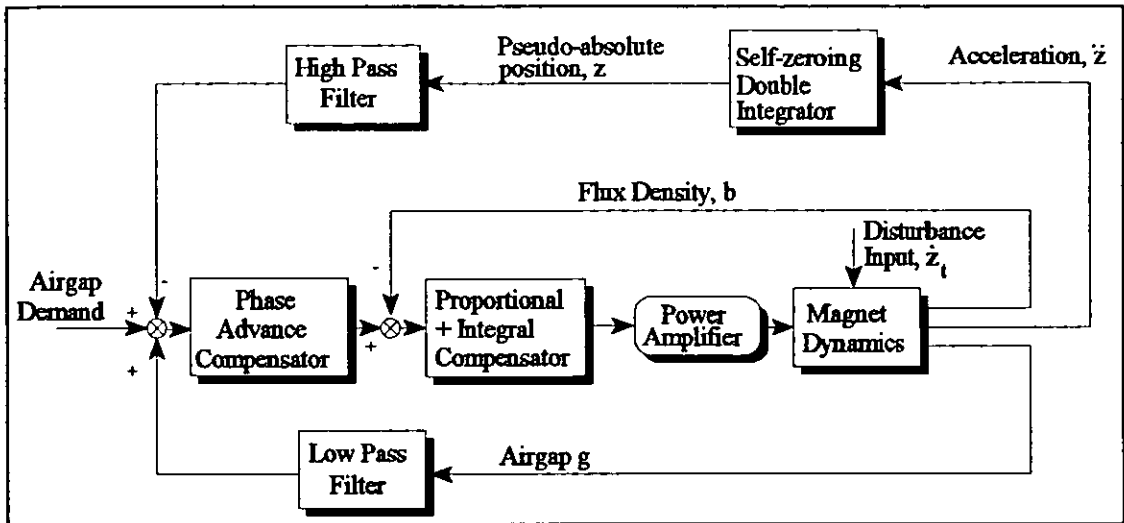 High Pass
Filter
Pseudo-absolute
position, z
Self-zeroing
Double
Integrator
Acceleration, z̈
Flux Density, b
Disturbance
Input, ż_t
Airgap
Demand
+
-
+
Phase
Advance
Compensator
-
+
Proportional
+ Integral
Compensator
Power
Amplifier
Magnet
Dynamics
Low Pass
Filter
Airgap g